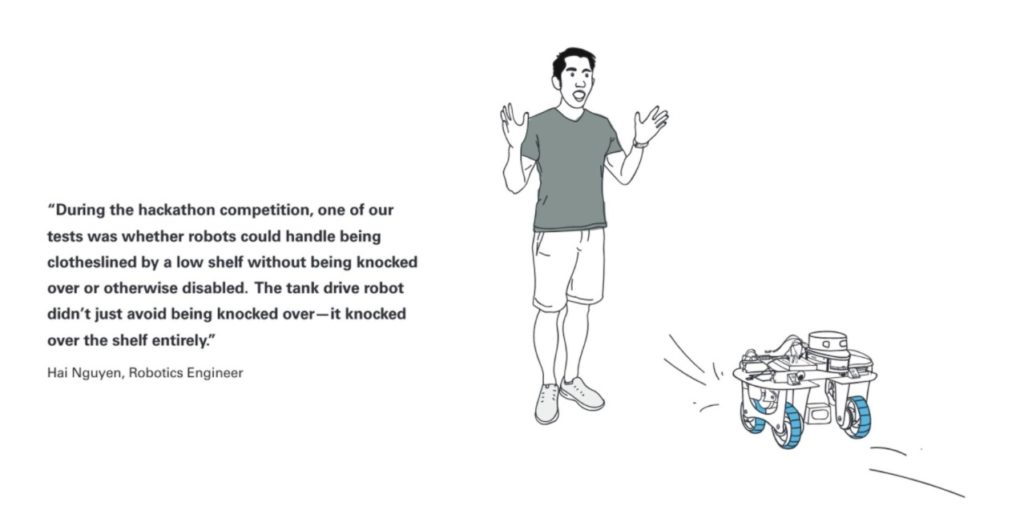 “During the hackathon competition, one of our
tests was whether robots could handle being
clotheslined by a low shelf without being knocked
over or otherwise disabled. The tank drive robot
didn’t just avoid being knocked over—it knocked
over the shelf entirely.”
Hai Nguyen, Robotics Engineer